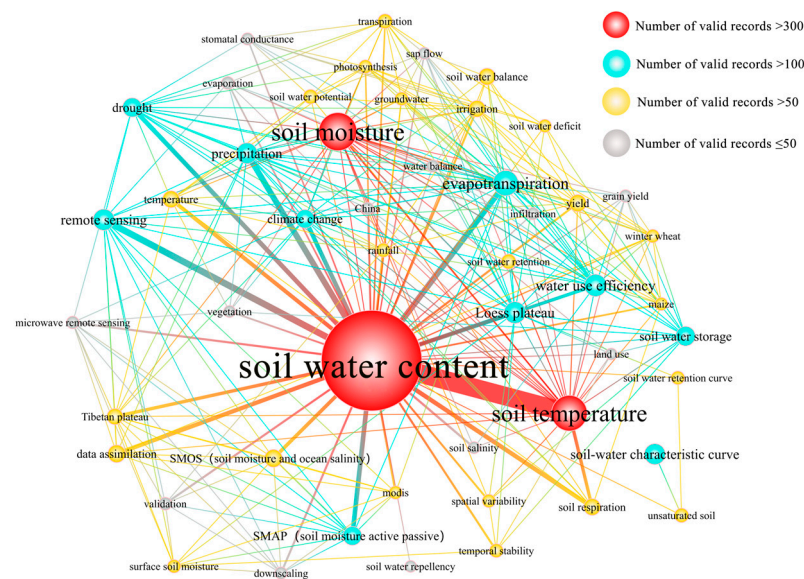 transpiration
Number of valid records >300
stomatal conductance
sap flow
Number of valid records >100
photosynthesis
soil water balance
evaporation
soil water potential
groundwater
Number of valid records >50
drought
irrigation
soil water deficit
soil moisture
Number of valid records ≤50
precipitation
water balance
evapotranspiration
temperature
grain yield
China
yield
remote sensing
climate change
infiltration
winter wheat
rainfall
soil water retention
water use efficiency
vegetation
Loess plateau
maize
microwave remote sensing
soil water storage
land use
soil water content
soil water retention curve
Tibetan plateau
soil temperature
data assimilation
SMOS（soil moisture and ocean salinity）
soil salinity
soil-water characteristic curve
modis
validation
spatial variability
soil respiration
unsaturated soil
SMAP（soil moisture active passive）
temporal stability
surface soil moisture
downscaling
soil water repellency